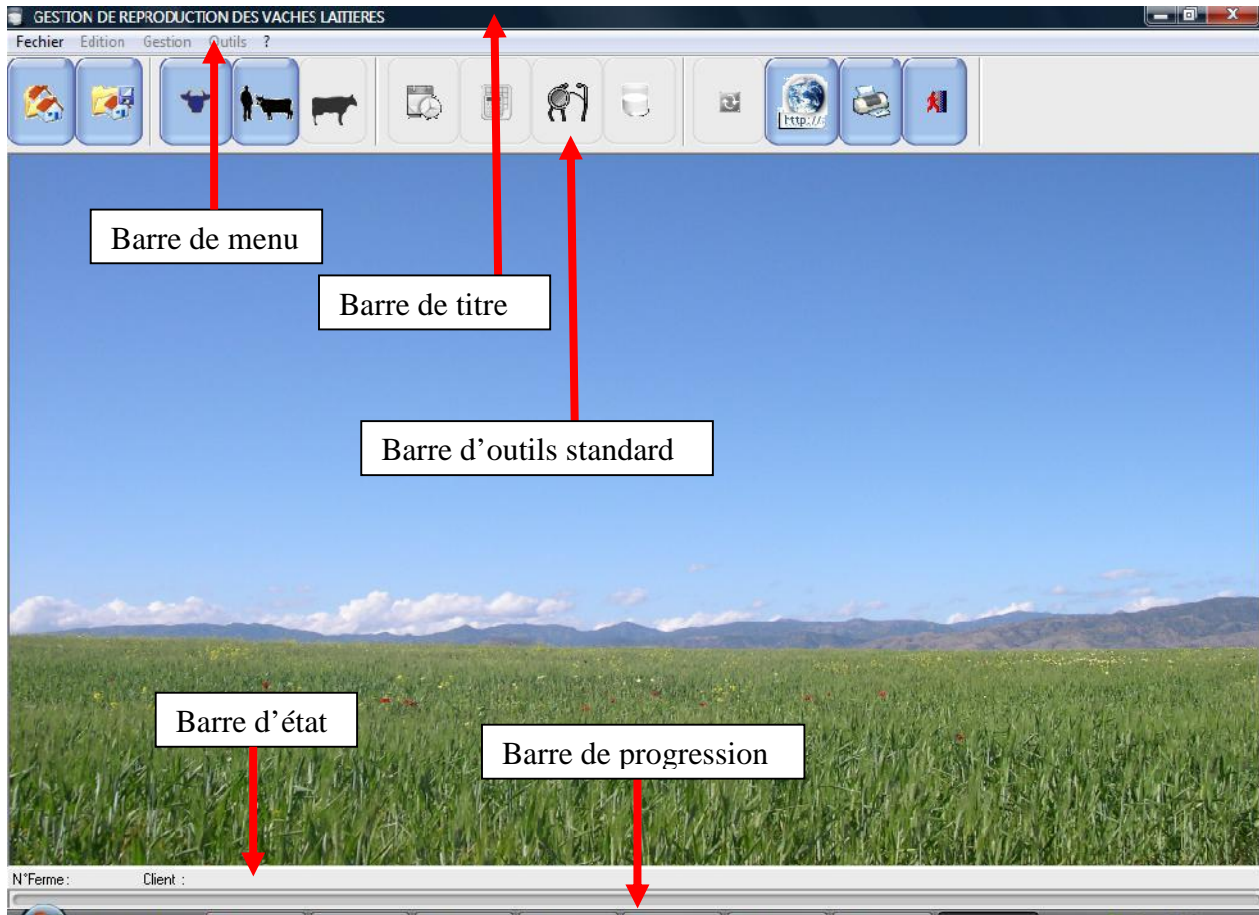 GESTION DE REPRODUCTION DES VACHES LAITIERES
Fechier Edition Gestion Outils ?
http://
Barre de menu
Barre de titre
Barre d’outils standard
Barre d’état
Barre de progression
N°Ferme : Client :